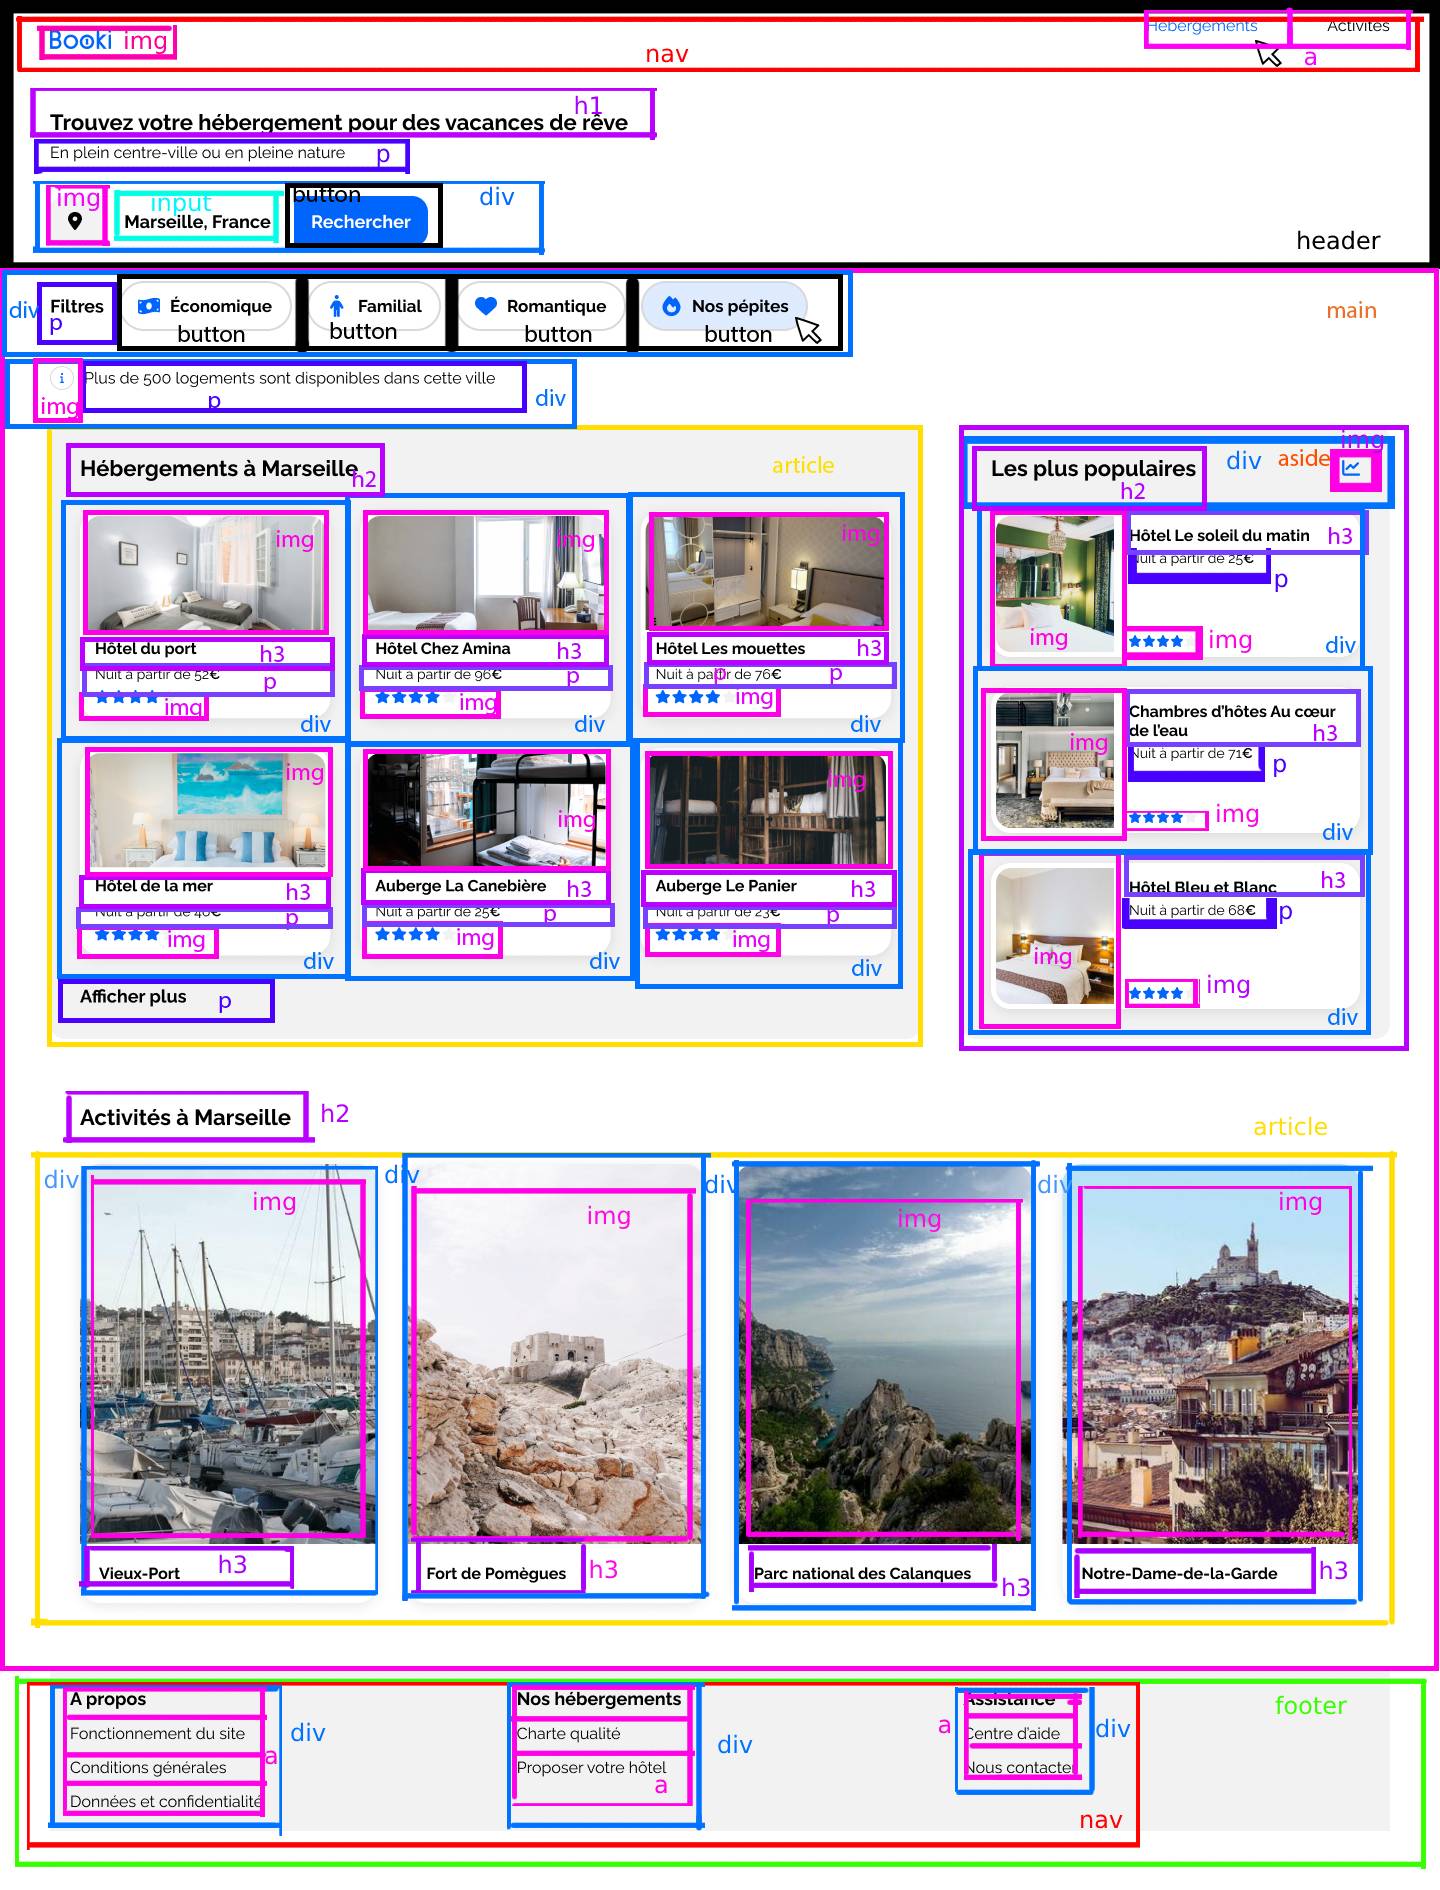 Booki img
nav
Hébergements
Activités
a
h1
Trouvez votre hébergement pour des vacances de rêve
En plein centre-ville ou en pleine nature p
img
input
Marseille, France
button
Rechercher
div
header
div
Filtres
p
Économique
button
Familial
button
Romantique
button
Nos pépites
button
main
img
Plus de 500 logements sont disponibles dans cette ville
p
div
Hébergements à Marseille
h2
article
img
Hôtel du port h3
Nuit à partir de 52€ p
img
div
img
Hôtel Chez Amina h3
Nuit à partir de 96€ p
img
div
img
Hôtel Les mouettes h3
Nuit à partir de 76€ p
p
img
div
img
Hôtel de la mer h3
Nuit à partir de 46€ p
img
div
img
Auberge La Canebière h3
Nuit à partir de 25€ p
img
div
img
Auberge Le Panier h3
Nuit à partir de 23€ p
img
div
Afficher plus p
Les plus populaires
h2
div
aside
img
img
Hôtel Le soleil du matin h3
Nuit à partir de 25€
p
img
div
img
Chambres d'hôtes Au cœur
de l'eau h3
Nuit à partir de 71€
p
img
div
img
Hôtel Bleu et Blanc h3
Nuit à partir de 68€ p
img
div
Activités à Marseille h2
article
div
img
Vieux-Port h3
div
img
Fort de Pomègues h3
div
img
Parc national des Calanques
h3
div
img
Notre-Dame-de-la-Garde h3
A propos
Fonctionnement du site
Conditions générales
Données et confidentialité
a
div
Nos hébergements
Charte qualité
Proposer votre hôtel
a
div
Assistance
Centre d'aide
Nous contacter
a
div
nav
footer